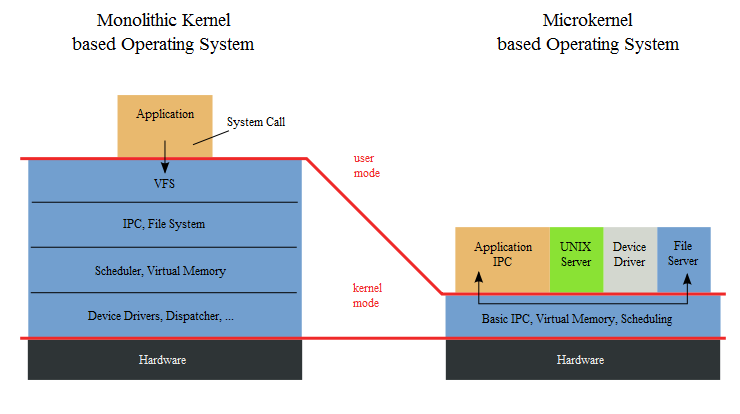 Monolithic Kernel
based Operating System
Microkernel
based Operating System
Application
System Call
VFS
IPC, File System
Scheduler, Virtual Memory
Device Drivers, Dispatcher, ...
Hardware
user
mode
kernel
mode
Application
IPC
UNIX
Server
Device
Driver
File
Server
Basic IPC, Virtual Memory, Scheduling
Hardware